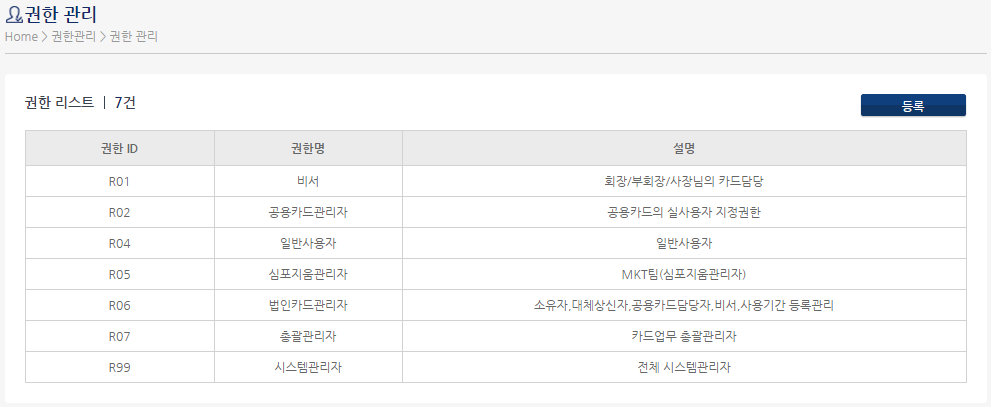 권한 관리
Home > 권한관리 > 권한 관리
권한 리스트 | 7건
등록
권한 ID 권한명 설명
R01 비서 회장/부회장/사장님의 카드담당
R02 공용카드관리자 공용카드의 실사용자 지정권한
R04 일반사용자 일반사용자
R05 심포지움관리자 MKT팀(심포지움관리자)
R06 법인카드관리자 소유자,대체상신자,공용카드담당자,비서,사용기간 등록관리
R07 총괄관리자 카드업무 총괄관리자
R99 시스템관리자 전체 시스템관리자